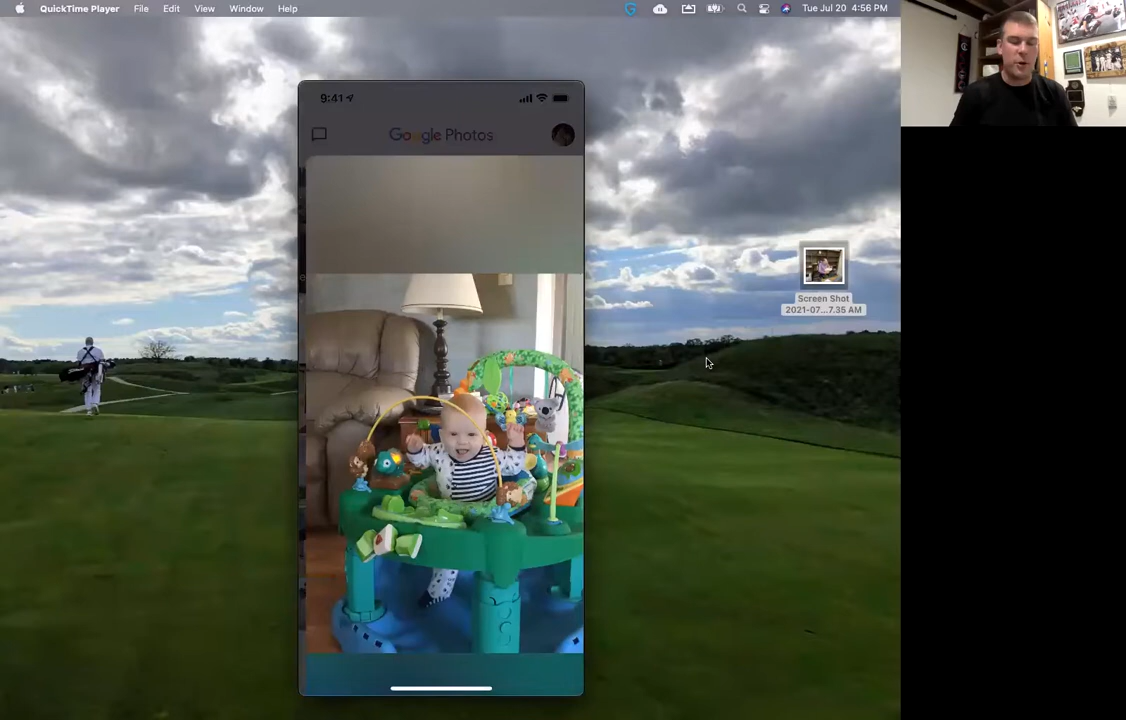 QuickTime Player File Edit View Window Help Tue Jul 20 4:56 PM
9:41
Google Photos
Screen Shot
2021-07...7.35 AM